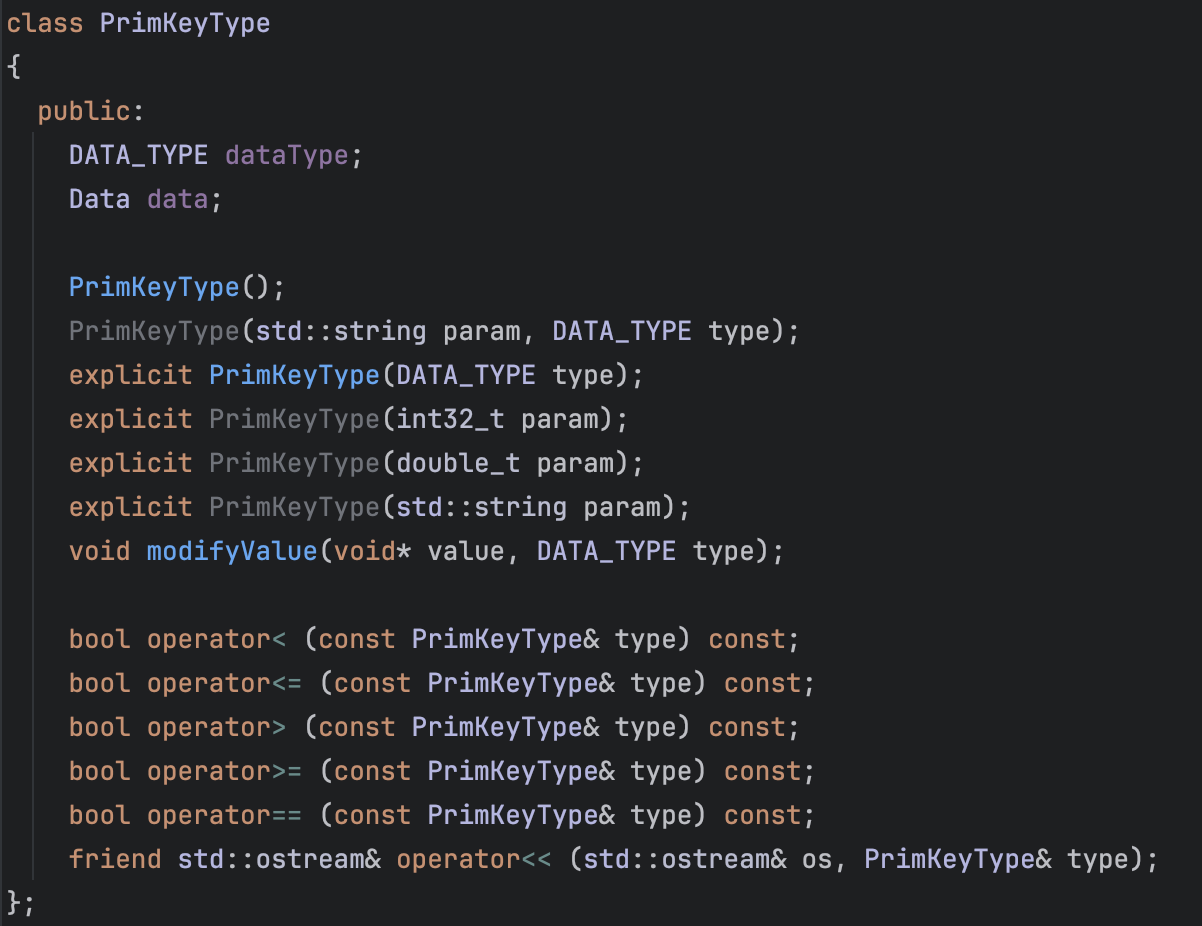 class PrimKeyType
{
  public:
    DATA_TYPE dataType;
    Data data;

    PrimKeyType();
    PrimKeyType(std::string param, DATA_TYPE type);
    explicit PrimKeyType(DATA_TYPE type);
    explicit PrimKeyType(int32_t param);
    explicit PrimKeyType(double_t param);
    explicit PrimKeyType(std::string param);
    void modifyValue(void* value, DATA_TYPE type);

    bool operator< (const PrimKeyType& type) const;
    bool operator<= (const PrimKeyType& type) const;
    bool operator> (const PrimKeyType& type) const;
    bool operator>= (const PrimKeyType& type) const;
    bool operator== (const PrimKeyType& type) const;
    friend std::ostream& operator<< (std::ostream& os, PrimKeyType& type);
};